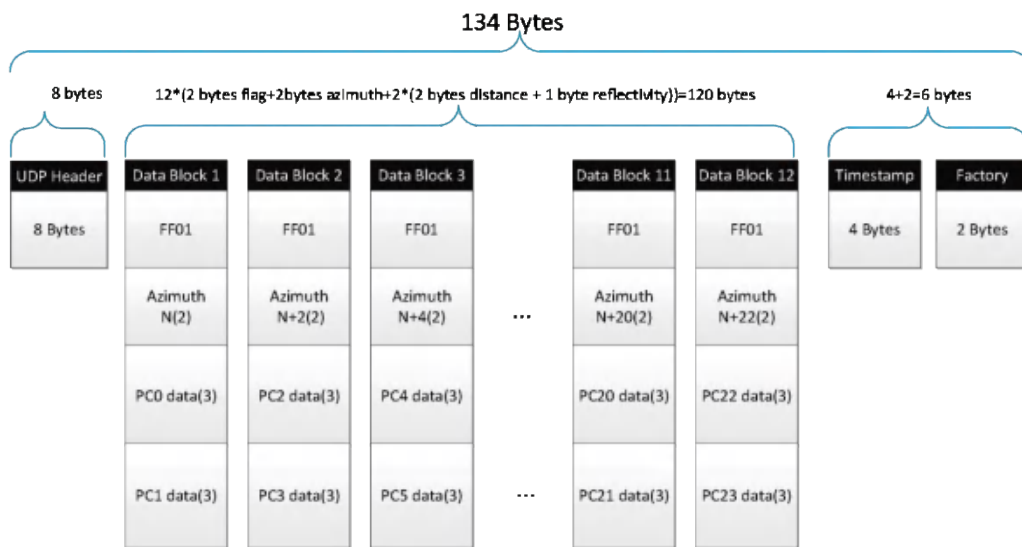 134 Bytes
8 bytes 12*(2 bytes flag+2bytes azimuth+2*(2 bytes distance + 1 byte reflectivity))=120 bytes 4+2=6 bytes
UDP Header Data Block 1 Data Block 2 Data Block 3 Data Block 11 Data Block 12 Timestamp Factory
8 Bytes FF01 FF01 FF01 FF01 FF01 4 Bytes 2 Bytes
Azimuth Azimuth Azimuth Azimuth Azimuth
N(2) N+2(2) N+4(2) ... N+20(2) N+22(2)
PC0 data(3) PC2 data(3) PC4 data(3) PC20 data(3) PC22 data(3)
PC1 data(3) PC3 data(3) PC5 data(3) ... PC21 data(3) PC23 data(3)